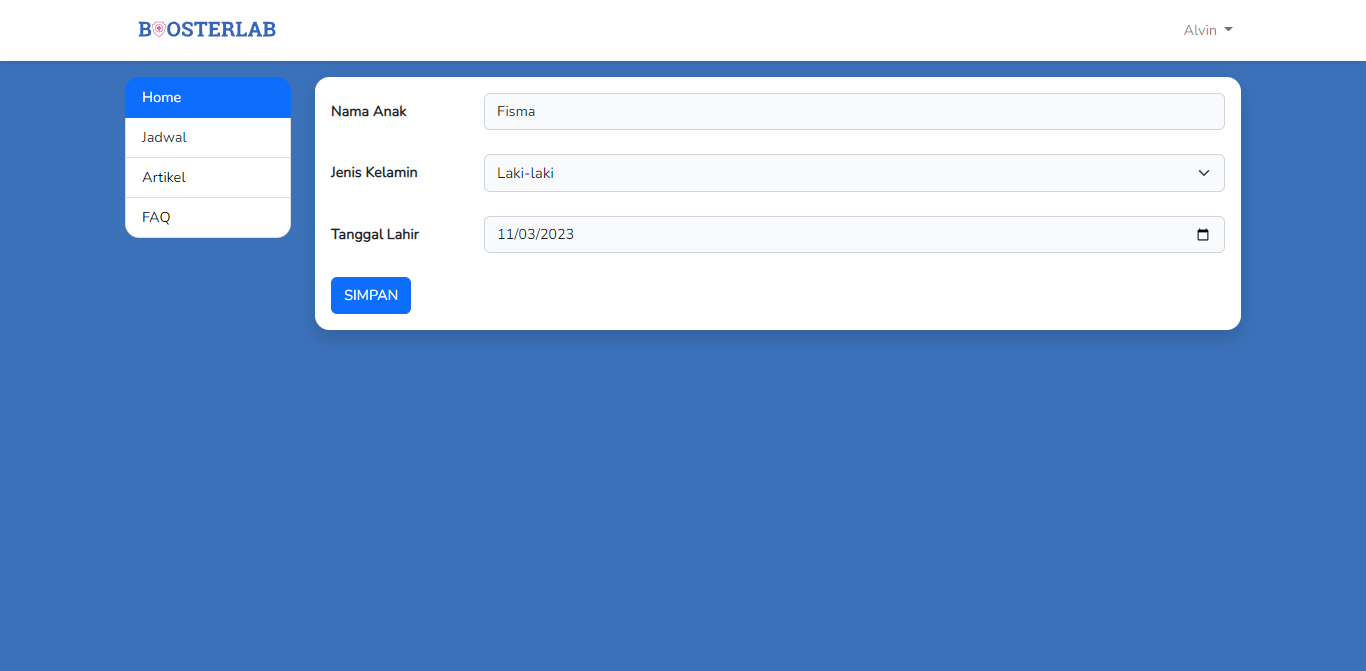 BOOSTERLAB
Alvin
Home
Jadwal
Artikel
FAQ
Nama Anak
Fisma
Jenis Kelamin
Laki-laki
Tanggal Lahir
11/03/2023
SIMPAN